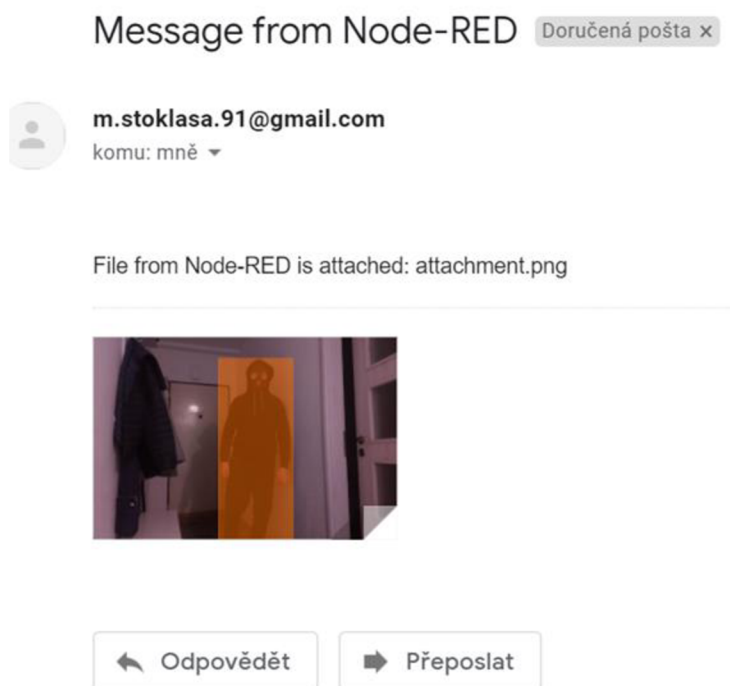 Message from Node-RED Doručená pošta ×
m.stoklasa.91@gmail.com
komu: mně
File from Node-RED is attached: attachment.png
Odpovědět Přeposlat